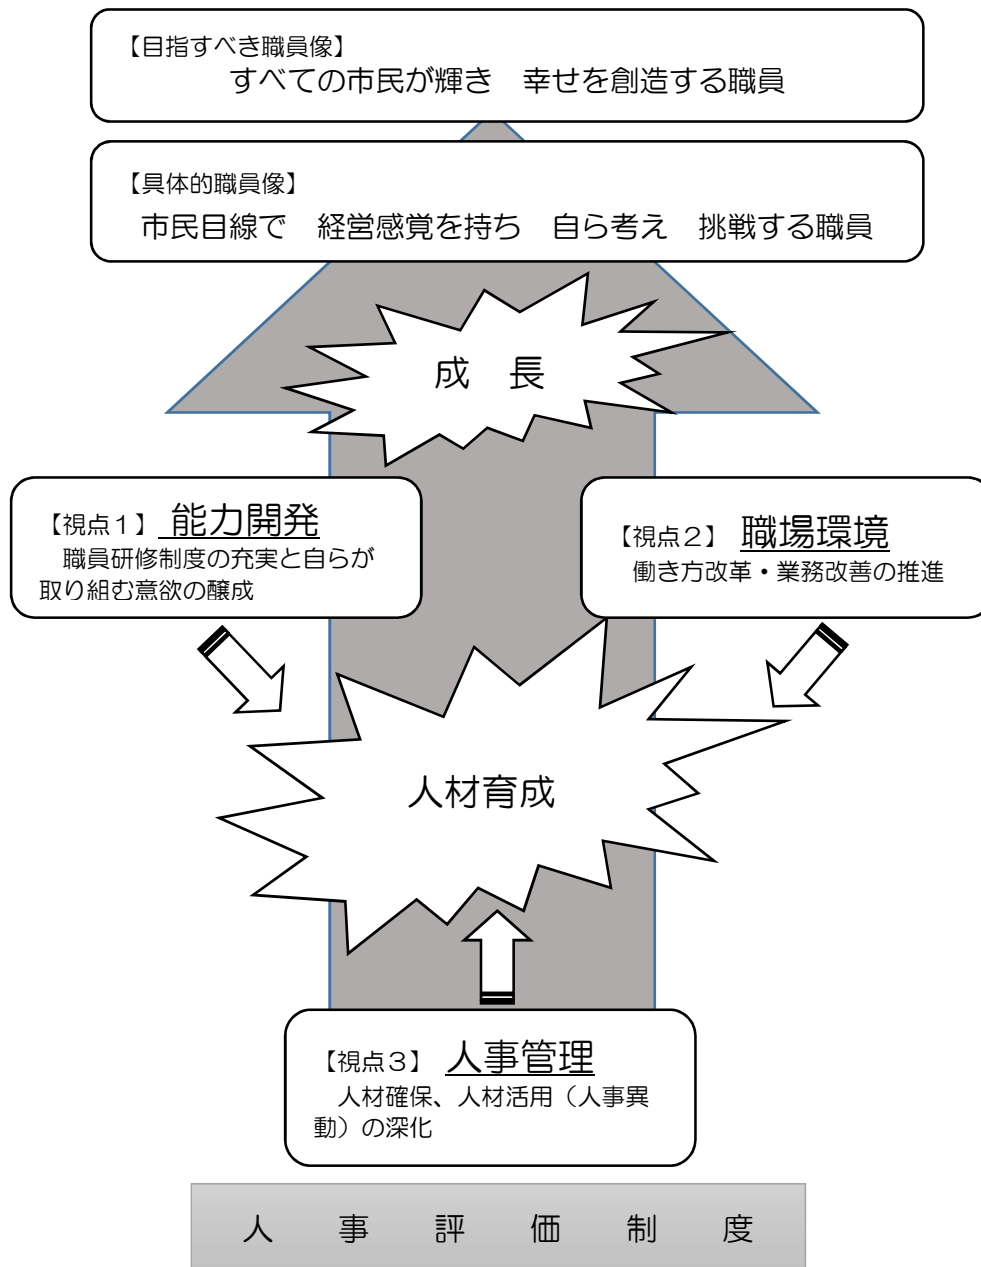 【目指すべき職員像】
すべての市民が輝き　幸せを創造する職員
【具体的職員像】
市民目線で　経営感覚を持ち　自ら考え　挑戦する職員
成　長
【視点１】 能力開発
職員研修制度の充実と自らが
取り組む意欲の醸成
【視点２】 職場環境
働き方改革・業務改善の推進
人材育成
【視点３】 人事管理
人材確保、人材活用（人事異
動）の深化
人　事　評　価　制　度